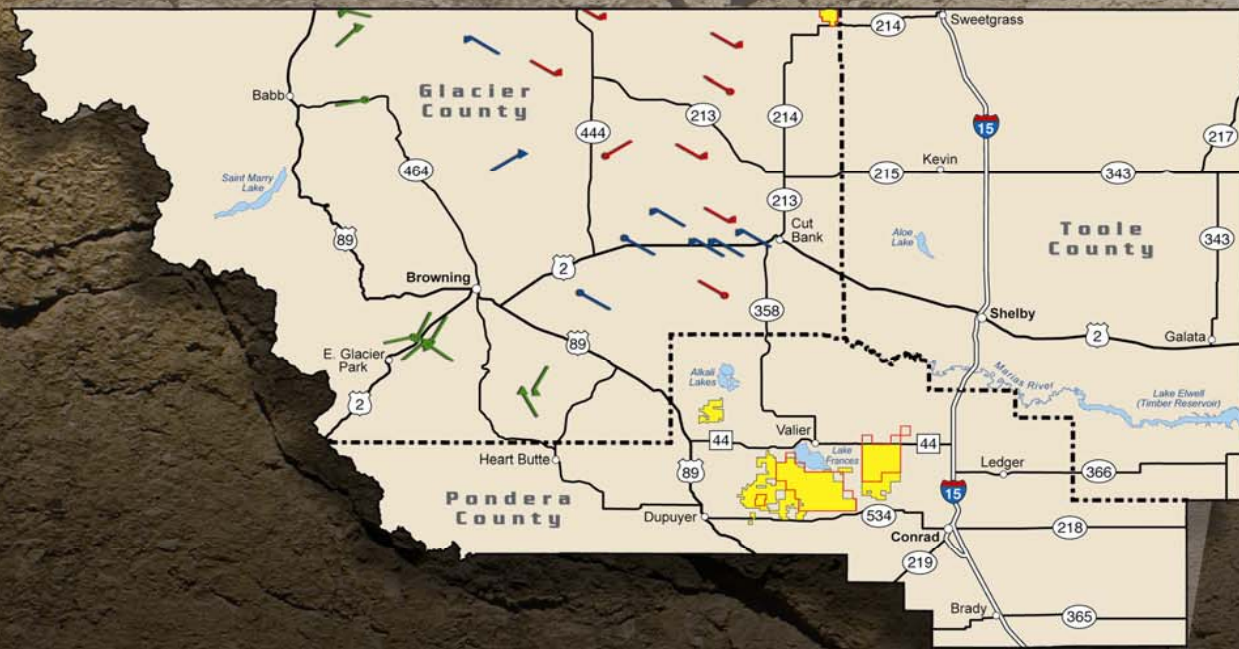 214
Sweetgrass
Babb
Glacier
County
444
213
214
15
217
464
Kevin
215
343
Saint Marry
Lake
213
Cut
Bank
Aloe
Lake
Toole
County
343
89
2
Browning
358
Shelby
2
Galata
E. Glacier
Park
89
2
Alkali
Lakes
Marias River
Lake Elwell
(Timber Reservoir)
Valier
44
44
Heart Butte
Lake
Frances
Ledger
89
366
Pondera
County
15
Dupuyer
534
Conrad
218
219
Brady
365